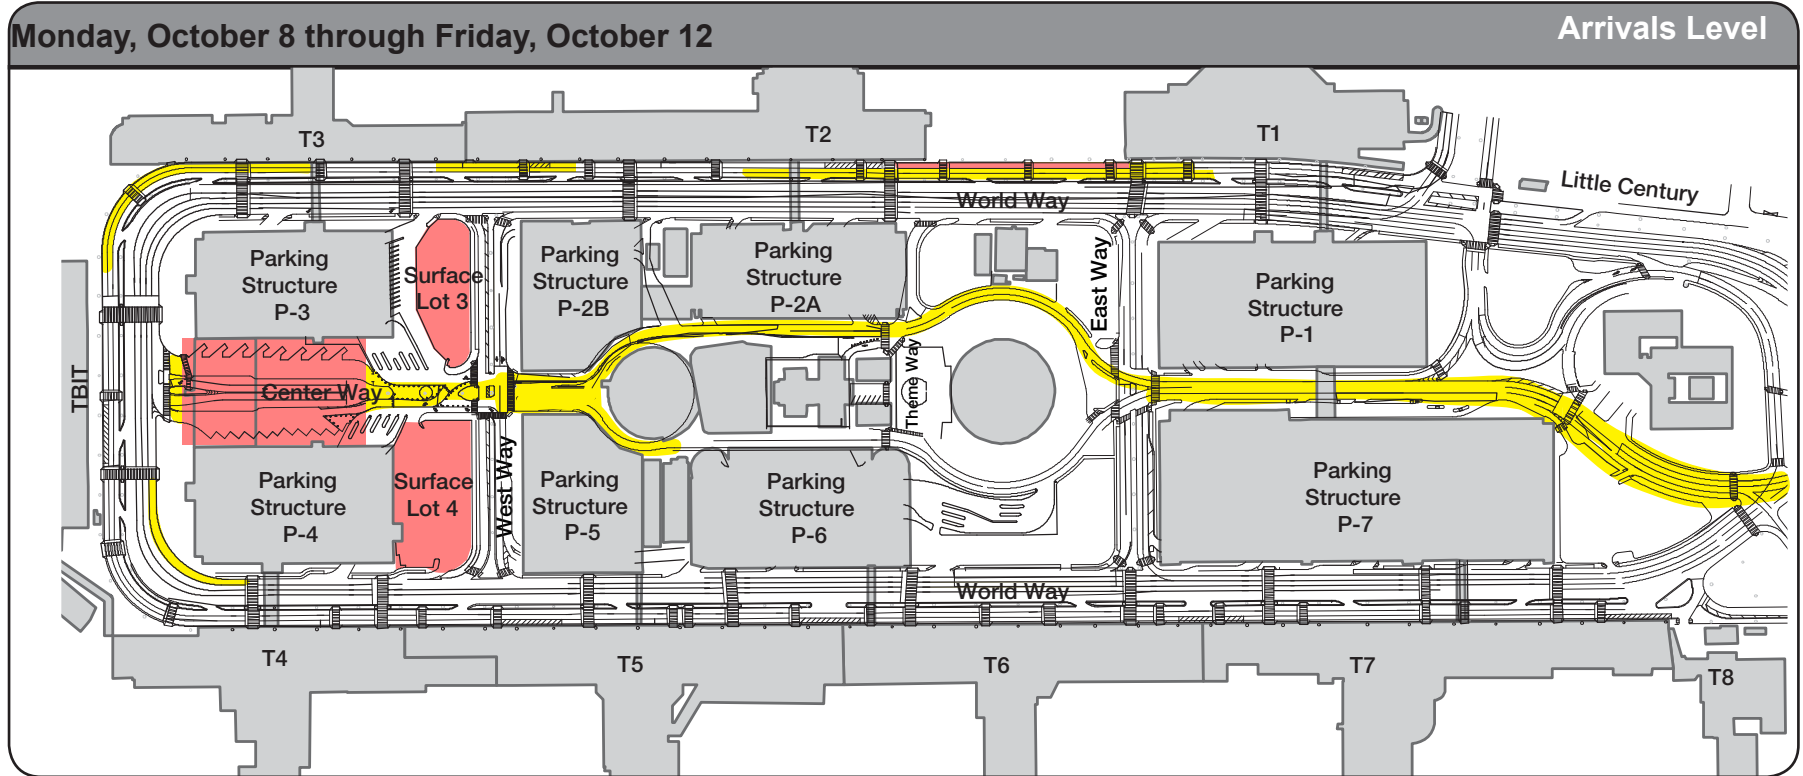 Monday, October 8 through Friday, October 12
Arrivals Level
T3
T2
T1
Little Century
World Way
Parking
Structure
P-3
Surface
Lot 3
Parking
Structure
P-2B
Parking
Structure
P-2A
East Way
Parking
Structure
P-1
TBIT
Center Way
Theme Way
Parking
Structure
P-4
Surface
Lot 4
West Way
Parking
Structure
P-5
Parking
Structure
P-6
Parking
Structure
P-7
World Way
T4
T5
T6
T7
T8